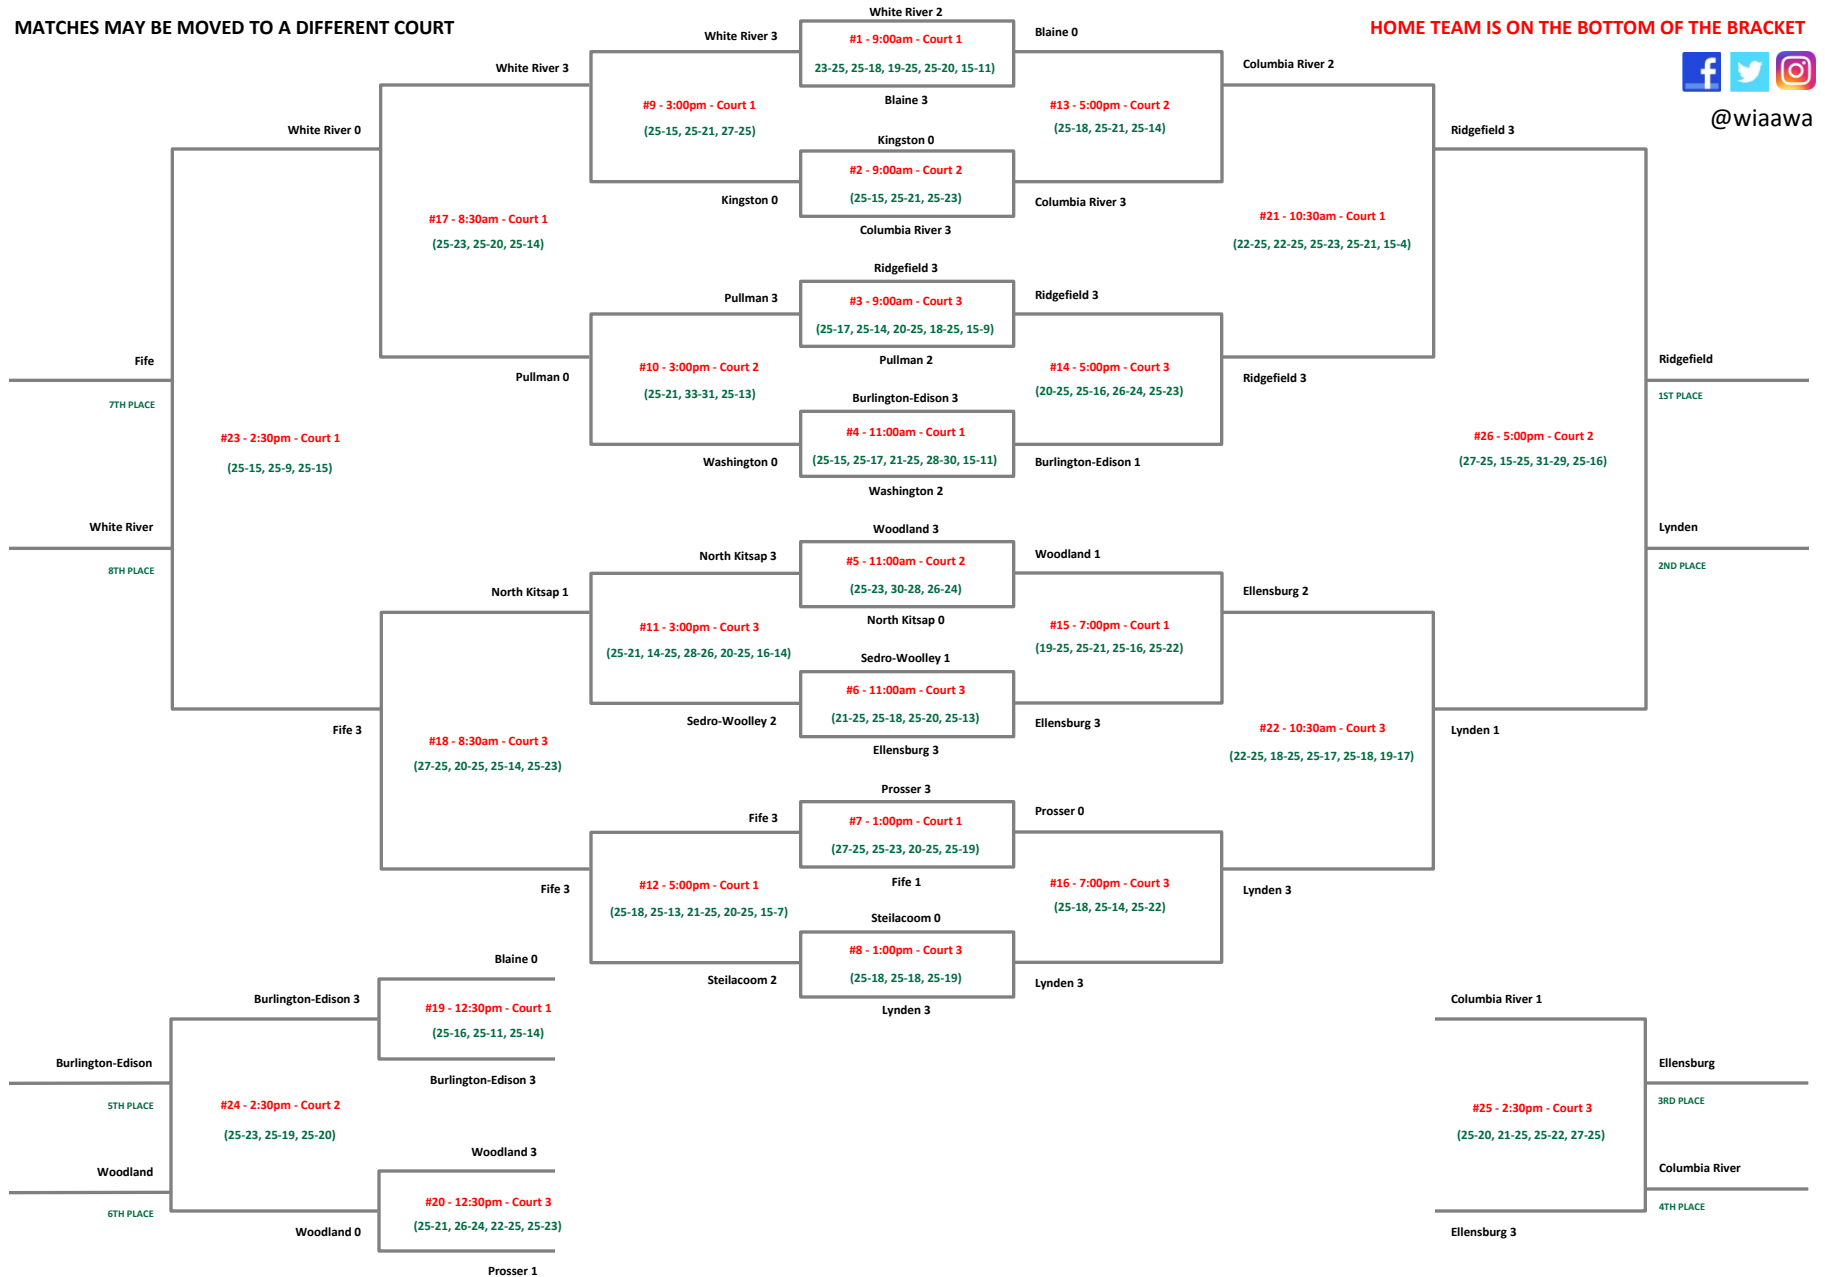 MATCHES MAY BE MOVED TO A DIFFERENT COURT
HOME TEAM IS ON THE BOTTOM OF THE BRACKET
@wiaawa
White River 2
#1 - 9:00am - Court 1
23-25, 25-18, 19-25, 25-20, 15-11)
Blaine 3
Kingston 0
#2 - 9:00am - Court 2
(25-15, 25-21, 25-23)
Columbia River 3
Ridgefield 3
#3 - 9:00am - Court 3
(25-17, 25-14, 20-25, 18-25, 15-9)
Pullman 2
Burlington-Edison 3
#4 - 11:00am - Court 1
(25-15, 25-17, 21-25, 28-30, 15-11)
Washington 2
Woodland 3
#5 - 11:00am - Court 2
(25-23, 30-28, 26-24)
North Kitsap 0
Sedro-Woolley 1
#6 - 11:00am - Court 3
(21-25, 25-18, 25-20, 25-13)
Ellensburg 3
Prosser 3
#7 - 1:00pm - Court 1
(27-25, 25-23, 20-25, 25-19)
Fife 1
Steilacoom 0
#8 - 1:00pm - Court 3
(25-18, 25-18, 25-19)
Lynden 3
White River 3
#9 - 3:00pm - Court 1
(25-15, 25-21, 27-25)
Kingston 0
Pullman 3
#10 - 3:00pm - Court 2
(25-21, 33-31, 25-13)
Washington 0
North Kitsap 3
#11 - 3:00pm - Court 3
(25-21, 14-25, 28-26, 20-25, 16-14)
Sedro-Woolley 2
Fife 3
#12 - 5:00pm - Court 1
(25-18, 25-13, 21-25, 20-25, 15-7)
Steilacoom 2
Blaine 0
#13 - 5:00pm - Court 2
(25-18, 25-21, 25-14)
Columbia River 3
Ridgefield 3
#14 - 5:00pm - Court 3
(20-25, 25-16, 26-24, 25-23)
Burlington-Edison 1
Woodland 1
#15 - 7:00pm - Court 1
(19-25, 25-21, 25-16, 25-22)
Ellensburg 3
Prosser 0
#16 - 7:00pm - Court 3
(25-18, 25-14, 25-22)
Lynden 3
White River 3
#17 - 8:30am - Court 1
(25-23, 25-20, 25-14)
Pullman 0
North Kitsap 1
#18 - 8:30am - Court 3
(27-25, 20-25, 25-14, 25-23)
Fife 3
Blaine 0
#19 - 12:30pm - Court 1
(25-16, 25-11, 25-14)
Burlington-Edison 3
Woodland 3
#20 - 12:30pm - Court 3
(25-21, 26-24, 22-25, 25-23)
Prosser 1
Columbia River 2
#21 - 10:30am - Court 1
(22-25, 22-25, 25-23, 25-21, 15-4)
Ridgefield 3
Ellensburg 2
#22 - 10:30am - Court 3
(22-25, 18-25, 25-17, 25-18, 19-17)
Lynden 3
White River 0
#23 - 2:30pm - Court 1
(25-15, 25-9, 25-15)
Fife 3
Fife
7TH PLACE
White River
8TH PLACE
Burlington-Edison 3
#24 - 2:30pm - Court 2
(25-23, 25-19, 25-20)
Woodland 0
Burlington-Edison
5TH PLACE
Woodland
6TH PLACE
Columbia River 1
#25 - 2:30pm - Court 3
(25-20, 21-25, 25-22, 27-25)
Ellensburg 3
Ellensburg
3RD PLACE
Columbia River
4TH PLACE
Ridgefield 3
#26 - 5:00pm - Court 2
(27-25, 15-25, 31-29, 25-16)
Lynden 1
Ridgefield
1ST PLACE
Lynden
2ND PLACE